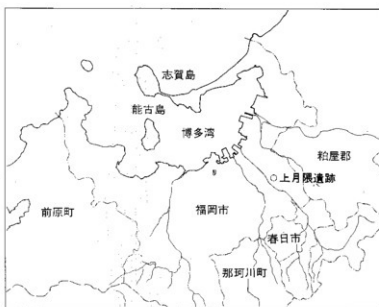 志賀島
能古島
博多湾
粕屋郡
上月隈遺跡
前原町
福岡市
春日市
那珂川町